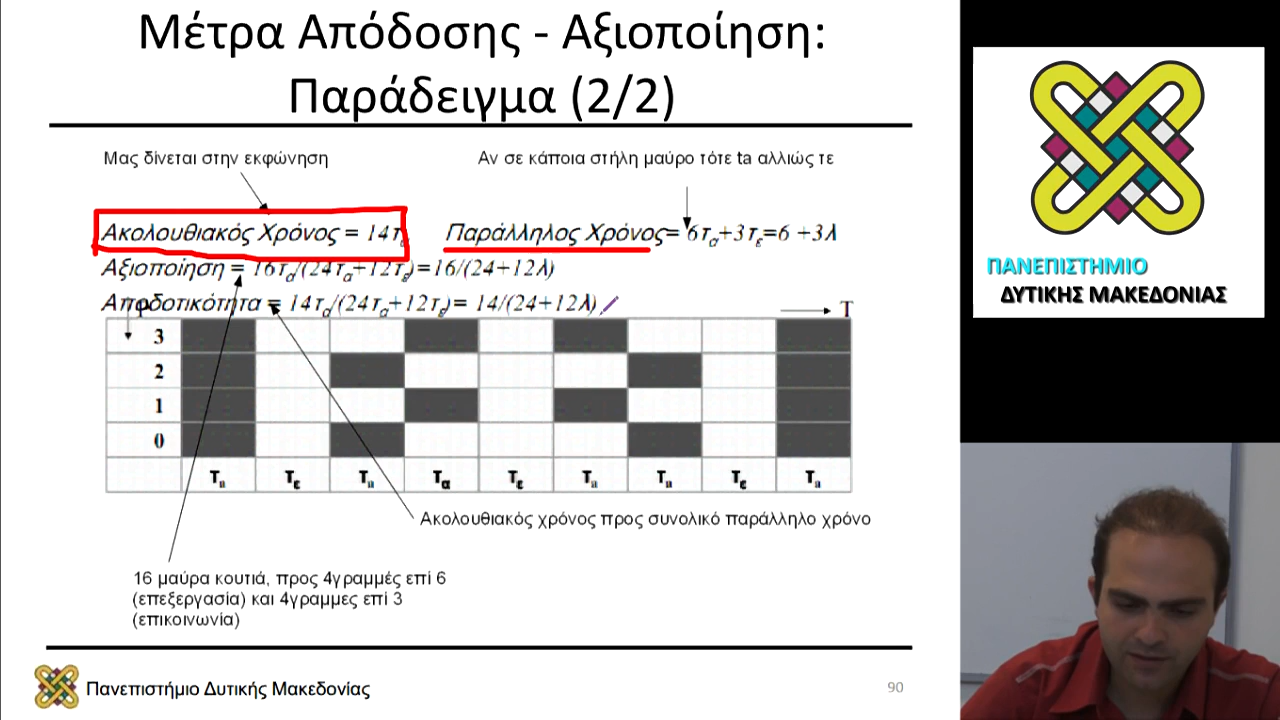 Μέτρα Απόδοσης - Αξιοποίηση:
Παράδειγμα (2/2)
Μας δίνεται στην εκφώνηση
Αν σε κάποια στήλη μαύρο τότε ta αλλιώς τε
Ακολουθιακός Χρόνος = 14τ
Παράλληλος Χρόνος= 6τα+3τε=6 +3λ
Αξιοποίηση = 16τα/(24τα+12τε)=16/(24+12λ)
Αποδοτικότητα = 14τα/(24τα+12τε)= 14/(24+12λ)
P
T
3
2
1
0
Τα Τε Τα Τα Τε Τα Τα Τε Τα
Ακολουθιακός χρόνος προς συνολικό παράλληλο χρόνο
16 μαύρα κουτιά, προς 4γραμμές επί 6
(επεξεργασία) και 4γραμμες επί 3
(επικοινωνία)
Πανεπιστήμιο Δυτικής Μακεδονίας
90
ΠΑΝΕΠΙΣΤΗΜΙΟ
ΔΥΤΙΚΗΣ ΜΑΚΕΔΟΝΙΑΣ